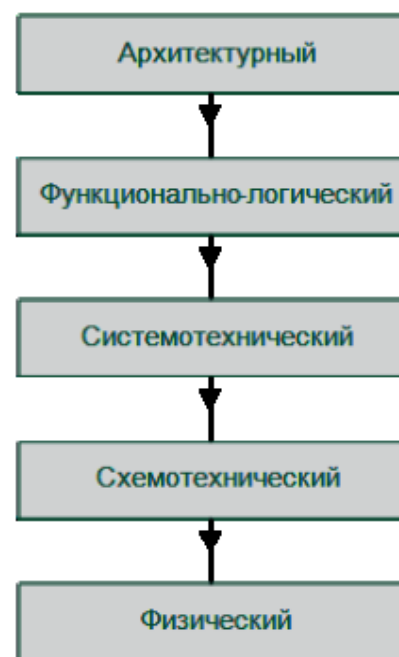 Архитектурный
Функционально-логический
Системотехнический
Схемотехнический
Физический